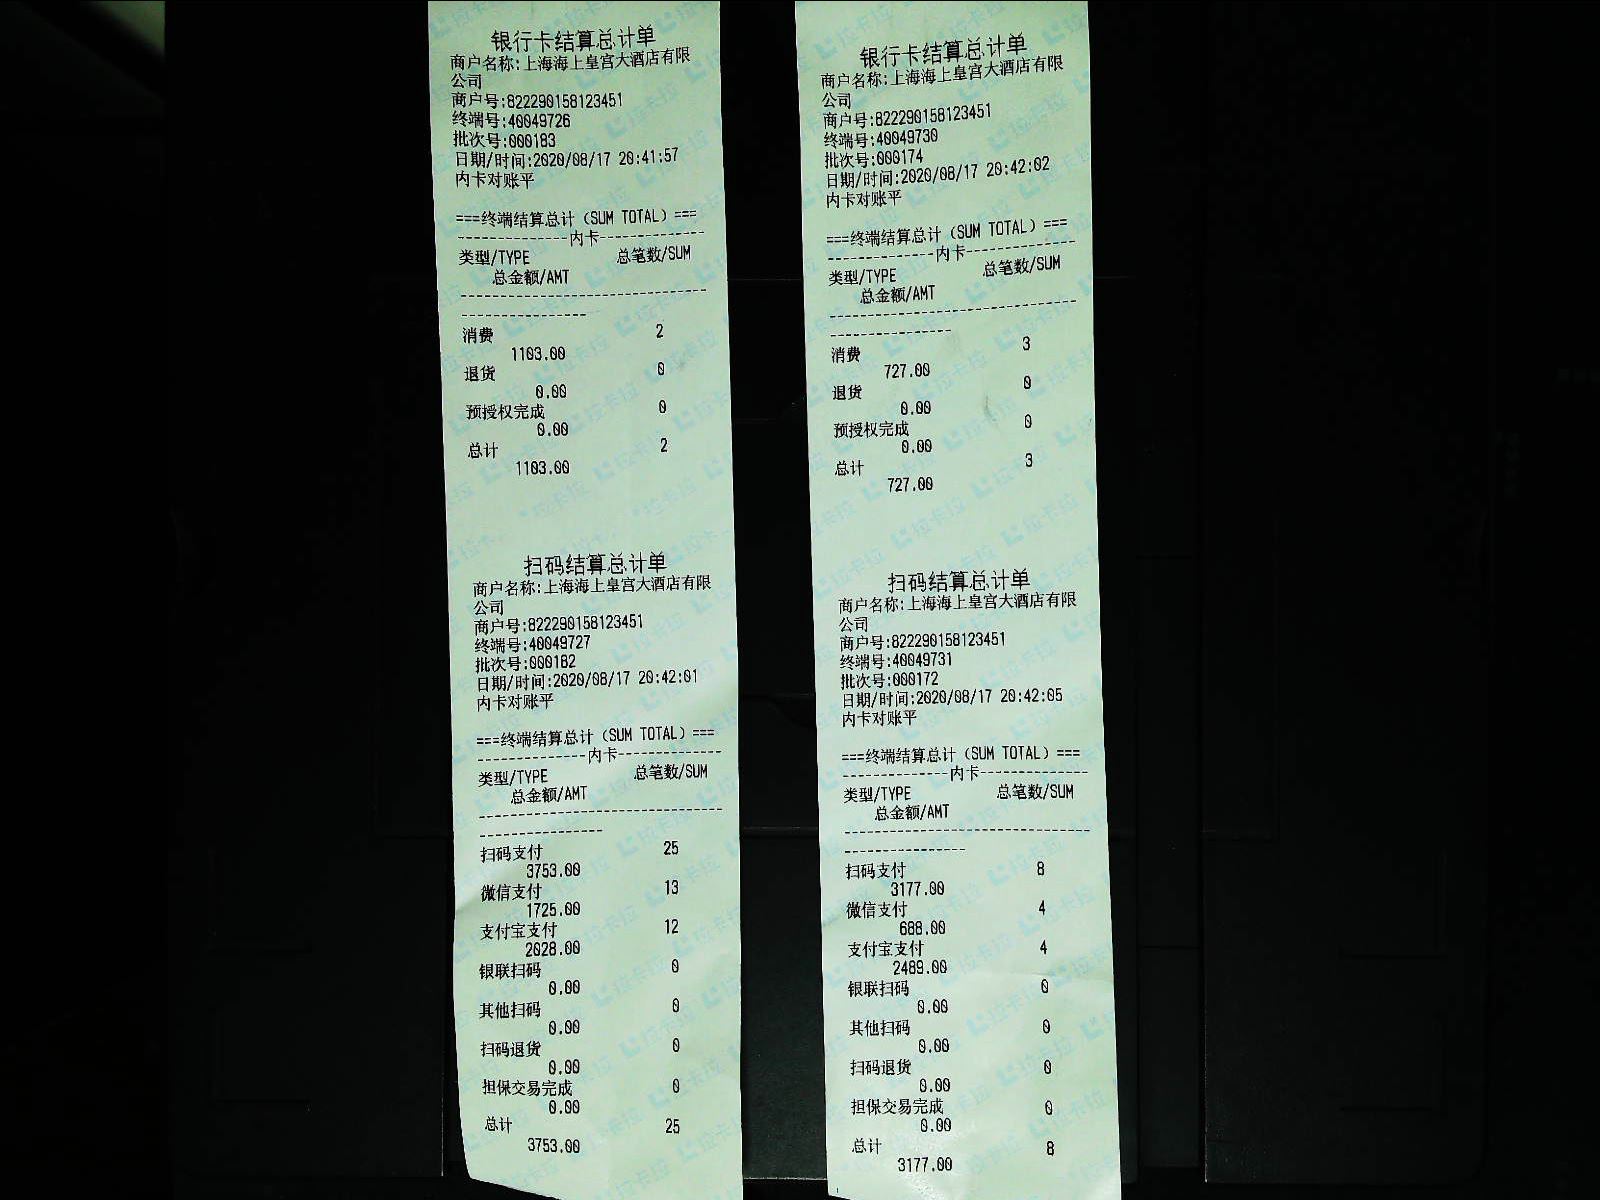 银行卡结算总计单
商户名称:上海海上皇宫大酒店有限
公司
商户号:822290158123451
终端号:40049726
批次号:000183
日期/时间:2020/08/17 20:41:57
内卡对账平
===终端结算总计（SUM TOTAL）===
---------------内卡---------------
类型/TYPE 总笔数/SUM
总金额/AMT
----------------------------------
-----------------
消费 2
1103.00
退货 0
0.00
预授权完成 0
0.00
总计 2
1103.00
扫码结算总计单
商户名称:上海海上皇宫大酒店有限
公司
商户号:822290158123451
终端号:40049727
批次号:000182
日期/时间:2020/08/17 20:42:01
内卡对账平
===终端结算总计（SUM TOTAL）===
---------------内卡---------------
类型/TYPE 总笔数/SUM
总金额/AMT
----------------------------------
-----------------
扫码支付 25
3753.00
微信支付 13
1725.00
支付宝支付 12
2028.00
银联扫码 0
0.00
其他扫码 0
0.00
扫码退货 0
0.00
担保交易完成 0
0.00
总计 25
3753.00
银行卡结算总计单
商户名称:上海海上皇宫大酒店有限
公司
商户号:822290158123451
终端号:40049730
批次号:000174
日期/时间:2020/08/17 20:42:02
内卡对账平
===终端结算总计（SUM TOTAL）===
---------------内卡---------------
类型/TYPE 总笔数/SUM
总金额/AMT
----------------------------------
-----------------
消费 3
727.00
退货 0
0.00
预授权完成 0
0.00
总计 3
727.00
扫码结算总计单
商户名称:上海海上皇宫大酒店有限
公司
商户号:822290158123451
终端号:40049731
批次号:000172
日期/时间:2020/08/17 20:42:05
内卡对账平
===终端结算总计（SUM TOTAL）===
---------------内卡---------------
类型/TYPE 总笔数/SUM
总金额/AMT
----------------------------------
-----------------
扫码支付 8
3177.00
微信支付 4
688.00
支付宝支付 4
2489.00
银联扫码 0
0.00
其他扫码 0
0.00
扫码退货 0
0.00
担保交易完成 0
0.00
总计 8
3177.00